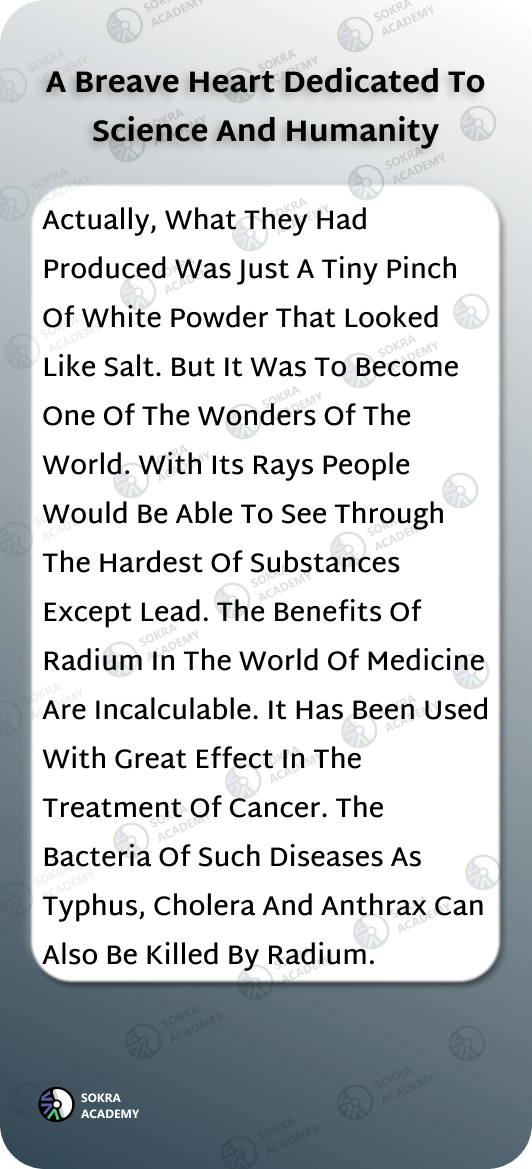 A Breave Heart Dedicated To
Science And Humanity
Actually, What They Had
Produced Was Just A Tiny Pinch
Of White Powder That Looked
Like Salt. But It Was To Become
One Of The Wonders Of The
World. With Its Rays People
Would Be Able To See Through
The Hardest Of Substances
Except Lead. The Benefits Of
Radium In The World Of Medicine
Are Incalculable. It Has Been Used
With Great Effect In The
Treatment Of Cancer. The
Bacteria Of Such Diseases As
Typhus, Cholera And Anthrax Can
Also Be Killed By Radium.
SOKRA
ACADEMY